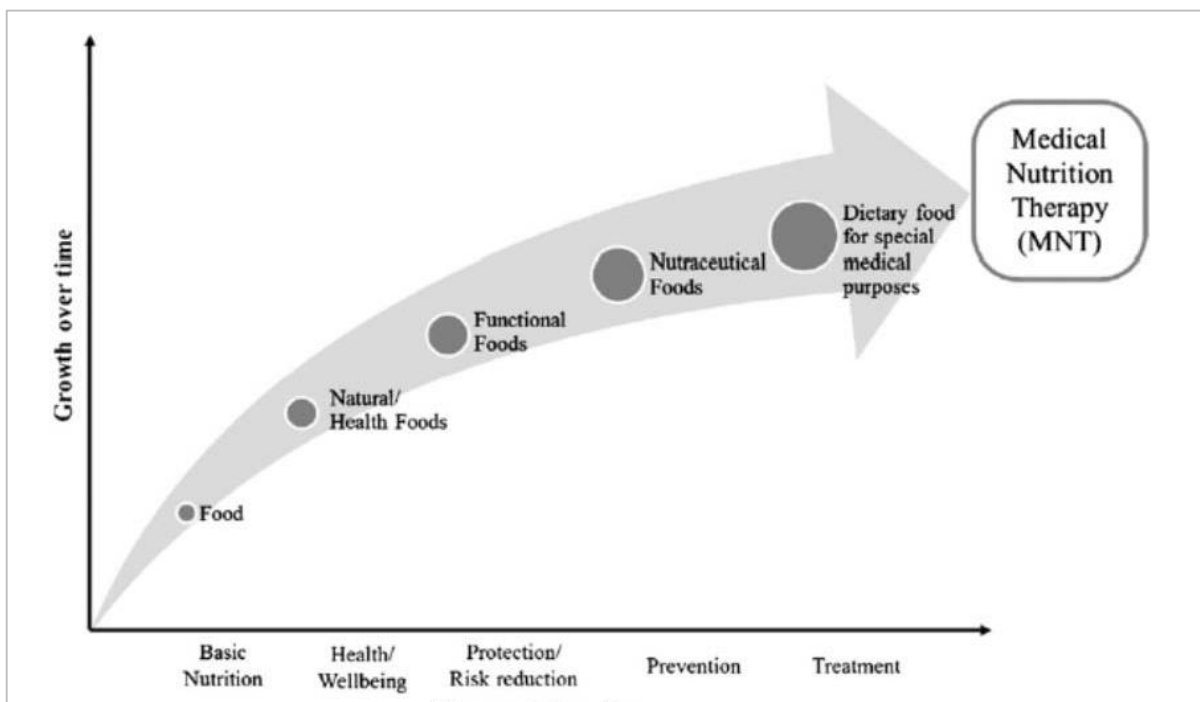 Growth over time
Food
Natural/
Health Foods
Functional
Foods
Nutraceutical
Foods
Dietary food
for special
medical
purposes
Medical
Nutrition
Therapy
(MNT)
Basic
Nutrition
Health/
Wellbeing
Protection/
Risk reduction
Prevention
Treatment